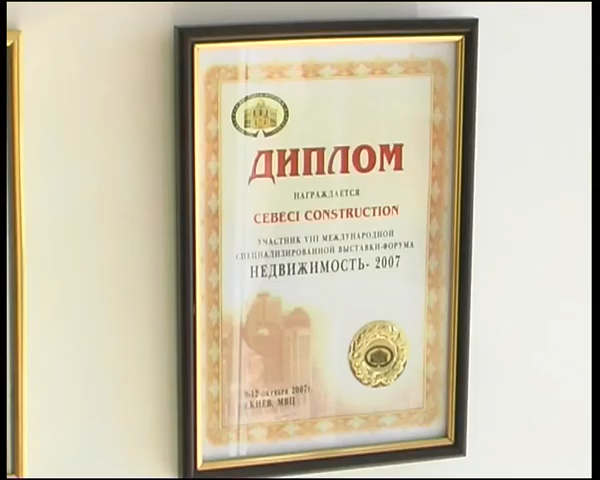 ДИПЛОМ
НАГРАЖДАЕТСЯ
CEBECI CONSTRUCTION
УЧАСТНИК VIII МЕЖДУНАРОДНОЙ
СПЕЦИАЛИЗИРОВАННОЙ ВЫСТАВКИ-ФОРУМА
НЕДВИЖИМОСТЬ- 2007
октября 2007г.
г.КИЕВ, МВЦ